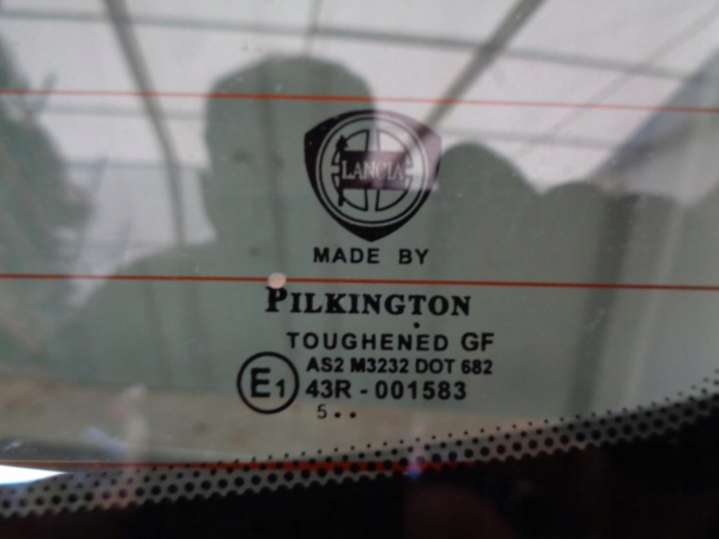 LANCIA
MADE BY
PILKINGTON
TOUGHENED GF
AS2 M3232 DOT 682
E1 43R - 001583
5 • •